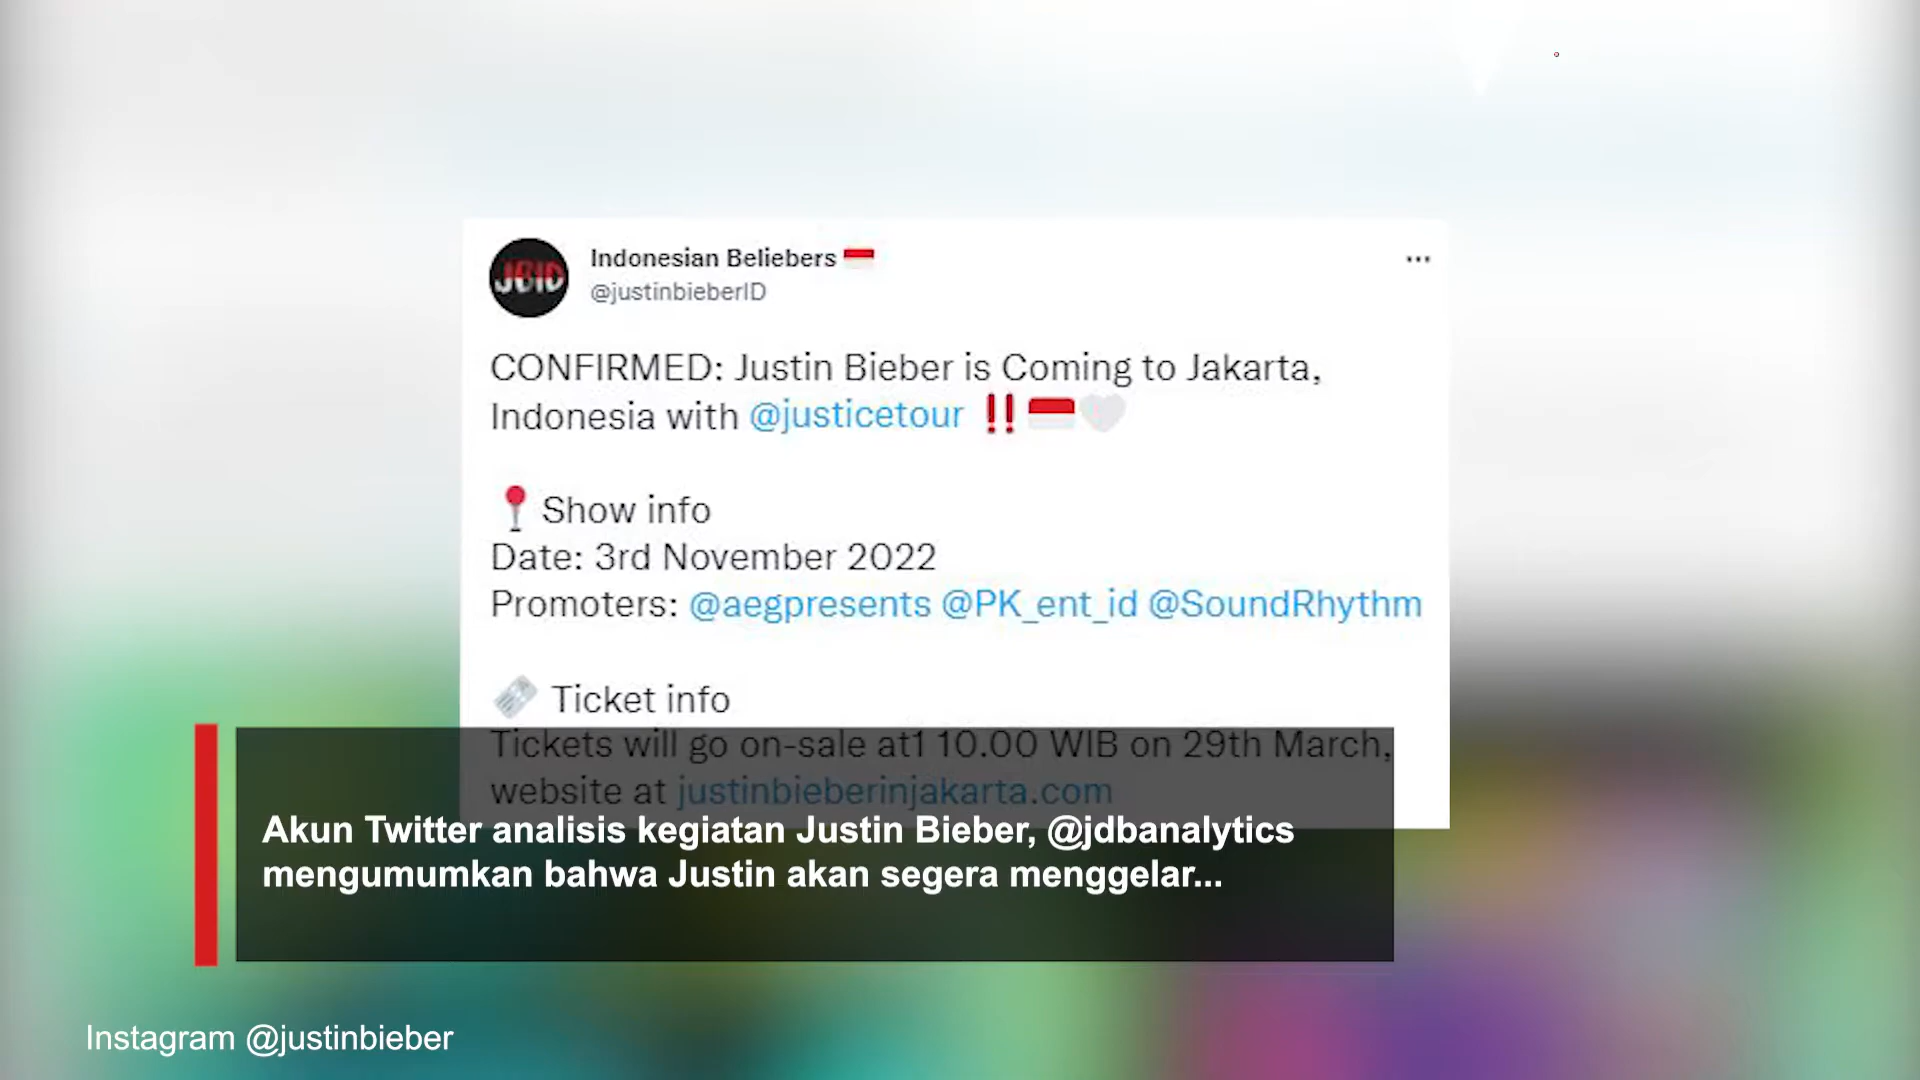 JBID
Indonesian Beliebers
@justinbieberID
CONFIRMED: Justin Bieber is Coming to Jakarta,
Indonesia with @justicetour ‼️🇮🇩🤍
📍 Show info
Date: 3rd November 2022
Promoters: @aegpresents @PK_ent_id @SoundRhythm
🎟️ Ticket info
Tickets will go on-sale at1 10.00 WIB on 29th March,
website at justinbieberinjakarta.com
Akun Twitter analisis kegiatan Justin Bieber, @jdbanalytics
mengumumkan bahwa Justin akan segera menggelar...
Instagram @justinbieber